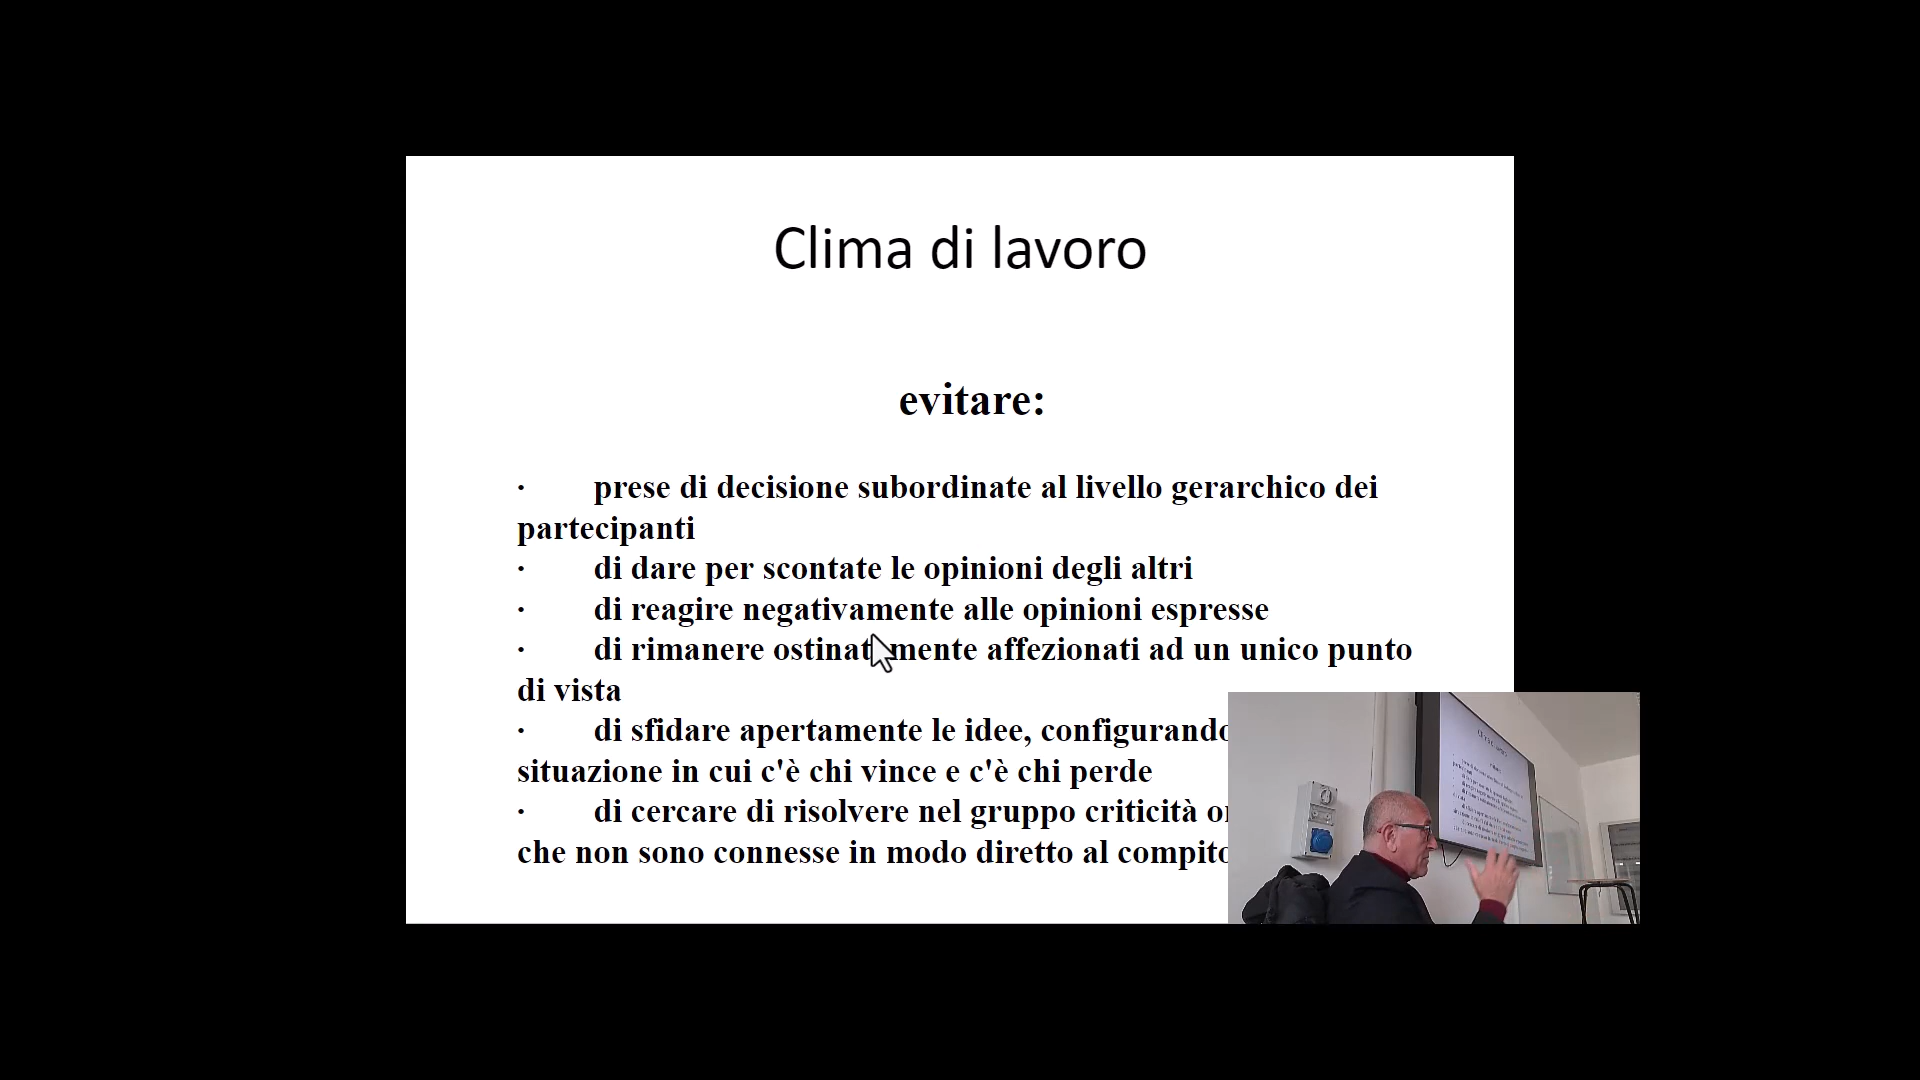 Clima di lavoro
evitare:
· prese di decisione subordinate al livello gerarchico dei
partecipanti
· di dare per scontate le opinioni degli altri
· di reagire negativamente alle opinioni espresse
· di rimanere ostinatamente affezionati ad un unico punto
di vista
· di sfidare apertamente le idee, configurando
situazione in cui c'è chi vince e c'è chi perde
· di cercare di risolvere nel gruppo criticità
che non sono connesse in modo diretto al compito